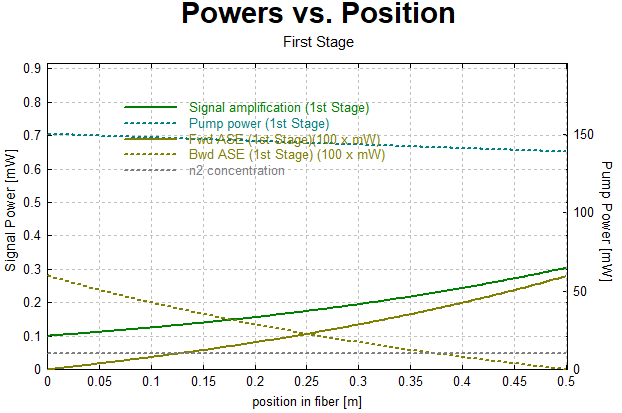 Powers vs. Position
First Stage
Signal Power [mW]
0.9
0.8
0.7
0.6
0.5
0.4
0.3
0.2
0.1
0
Signal amplification (1st Stage)
Pump power (1st Stage)
Fwd ASE (1st Stage)(100 x mW)
Bwd ASE (1st Stage) (100 x mW)
n2 concentration
150
100
50
0
Pump Power [mW]
0 0.05 0.1 0.15 0.2 0.25 0.3 0.35 0.4 0.45 0.5
position in fiber [m]